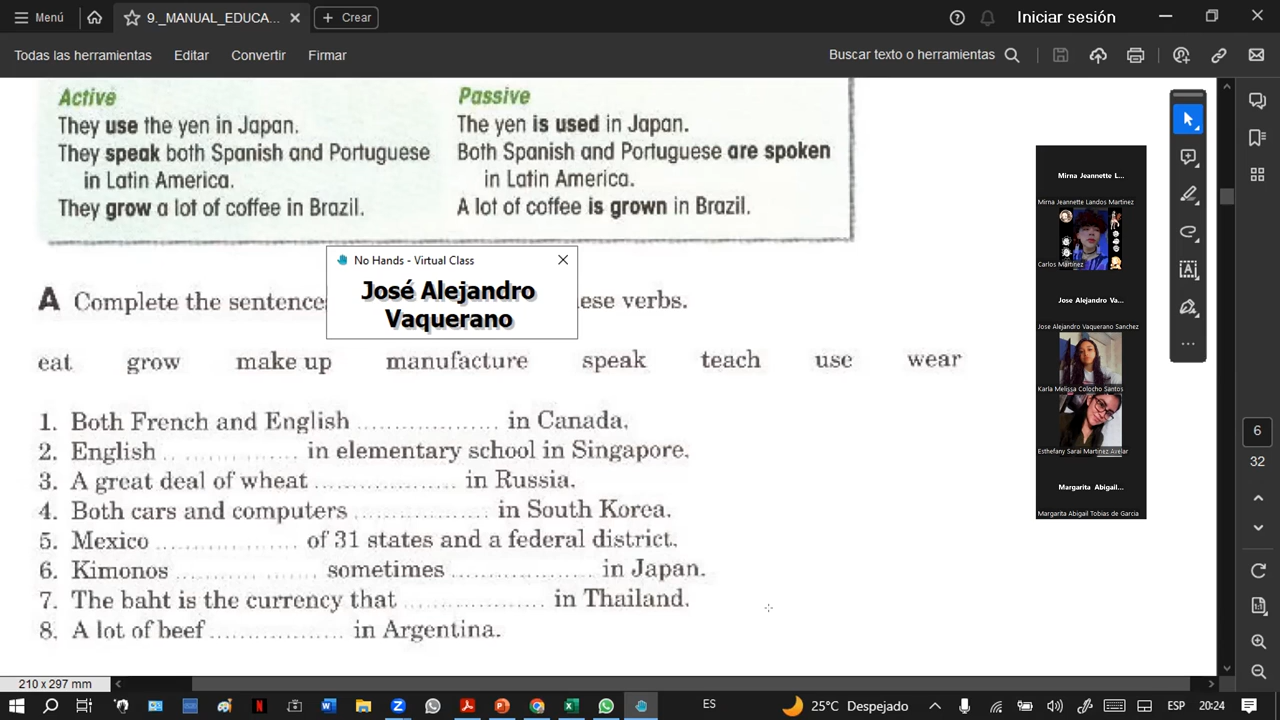 Menú
9._MANUAL_EDUCA...
Crear
Iniciar sesión
Todas las herramientas
Editar
Convertir
Firmar
Buscar texto o herramientas
Active
They use the yen in Japan.
They speak both Spanish and Portuguese
in Latin America.
They grow a lot of coffee in Brazil.
Passive
The yen is used in Japan.
Both Spanish and Portuguese are spoken
in Latin America.
A lot of coffee is grown in Brazil.
No Hands - Virtual Class
José Alejandro
Vaquerano
A Complete the sentences
verbs.
eat grow make up manufacture speak teach use wear
1. Both French and English .................. in Canada.
2. English .................. in elementary school in Singapore.
3. A great deal of wheat .................. in Russia.
4. Both cars and computers .................. in South Korea.
5. Mexico .................. of 31 states and a federal district.
6. Kimonos .................. sometimes .................. in Japan.
7. The baht is the currency that .................. in Thailand.
8. A lot of beef .................. in Argentina.
Mirna Jeannette L...
Mirna Jeannette Landos Martinez
Carlos Martinez
Jose Alejandro Va...
Jose Alejandro Vaquerano Sanchez
Karla Melissa Colocho Santos
Esthefany Sarai Martinez Avelar
Margarita Abigail...
Margarita Abigail Tobias de Garcia
6
32
210 x 297 mm
ES
25°C Despejado
ESP
20:24